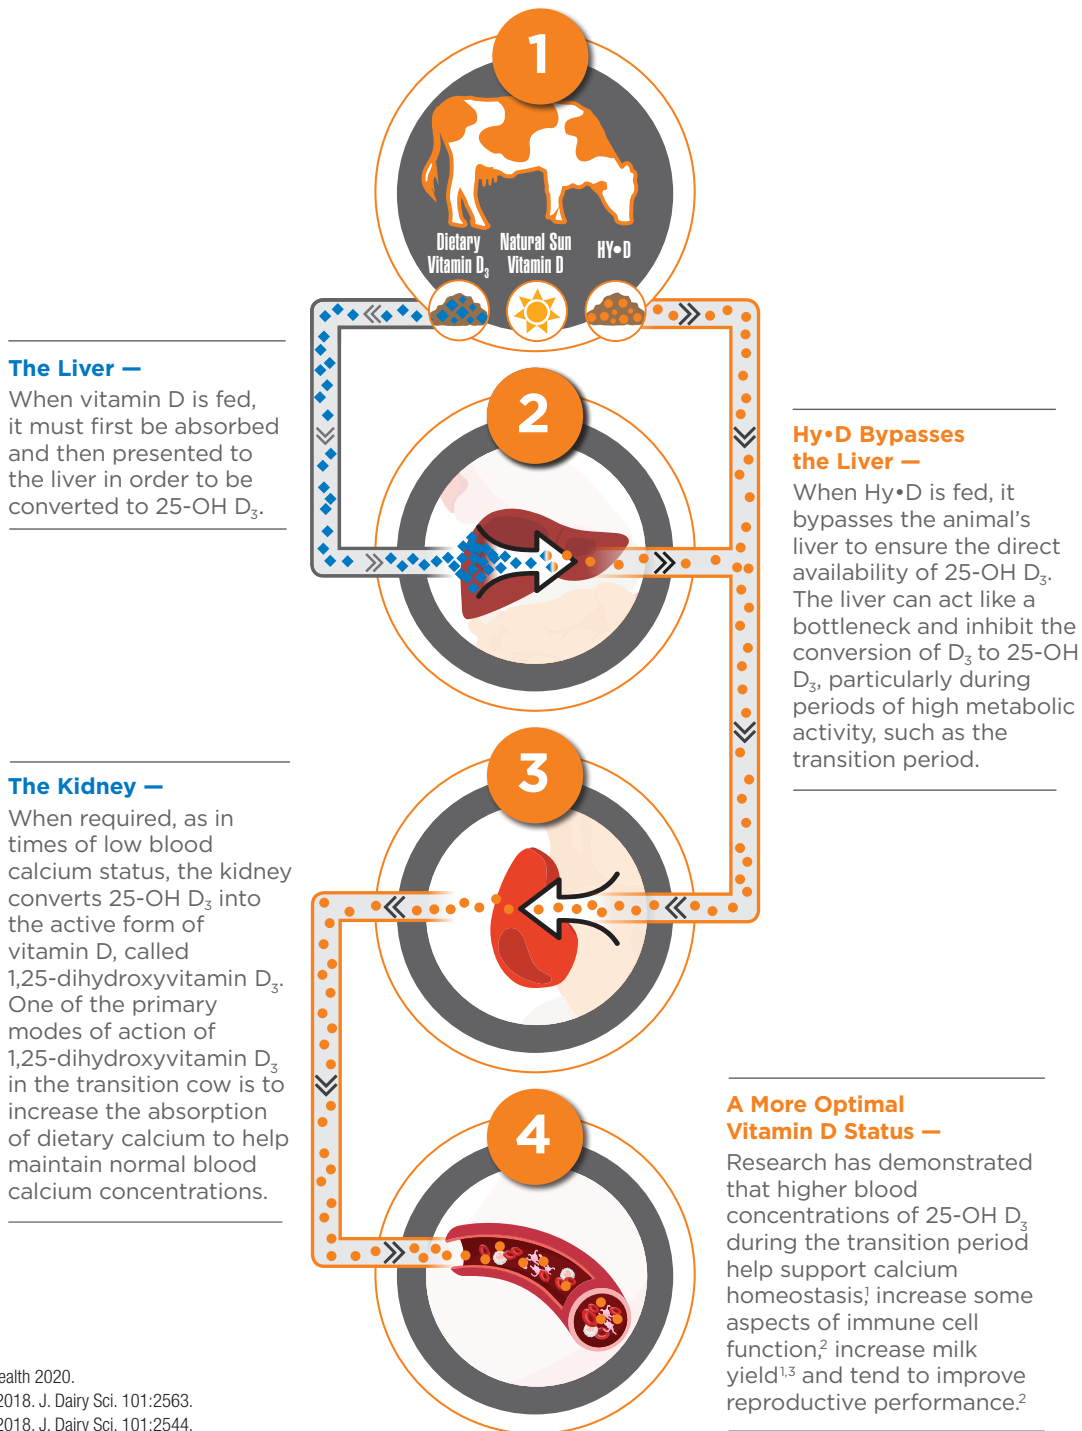 1
Dietary
Vitamin D₃
Natural Sun
Vitamin D
HY•D
The Liver —
When vitamin D is fed,
it must first be absorbed
and then presented to
the liver in order to be
converted to 25-OH D₃.
2
Hy•D Bypasses
the Liver —
When Hy•D is fed, it
bypasses the animal’s
liver to ensure the direct
availability of 25-OH D₃.
The liver can act like a
bottleneck and inhibit the
conversion of D₃ to 25-OH
D₃, particularly during
periods of high metabolic
activity, such as the
transition period.
3
The Kidney —
When required, as in
times of low blood
calcium status, the kidney
converts 25-OH D₃ into
the active form of
vitamin D, called
1,25-dihydroxyvitamin D₃.
One of the primary
modes of action of
1,25-dihydroxyvitamin D₃
in the transition cow is to
increase the absorption
of dietary calcium to help
maintain normal blood
calcium concentrations.
4
A More Optimal
Vitamin D Status —
Research has demonstrated
that higher blood
concentrations of 25-OH D₃
during the transition period
help support calcium
homeostasis,¹ increase some
aspects of immune cell
function,² increase milk
yield¹,³ and tend to improve
reproductive performance.²
ealth 2020.
2018. J. Dairy Sci. 101:2563.
2018. J. Dairy Sci. 101:2544.